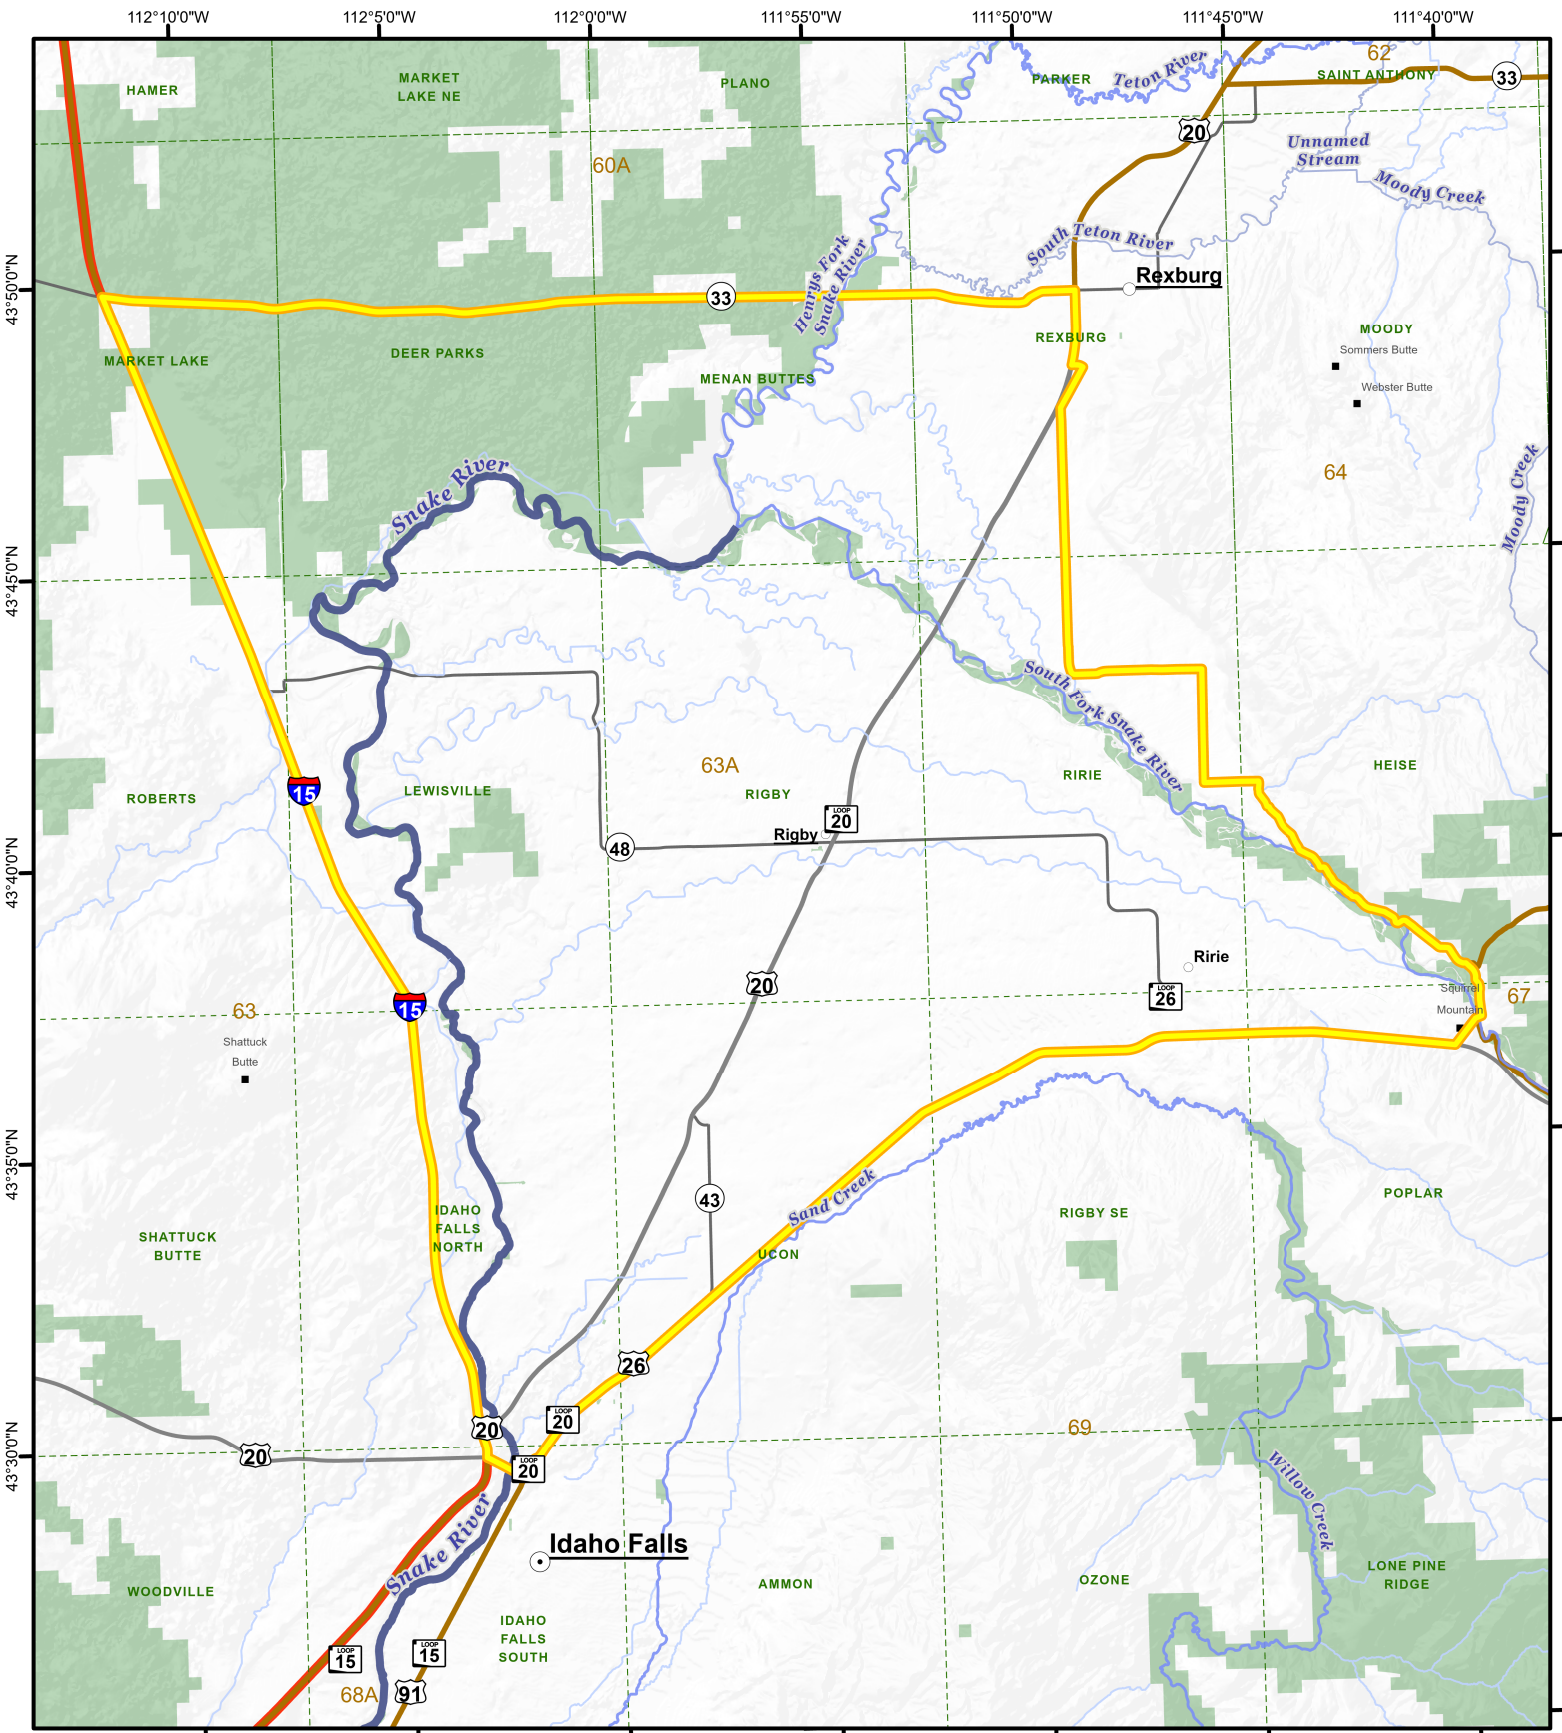 112°10'0"W
112°5'0"W
112°0'0"W
111°55'0"W
111°50'0"W
111°45'0"W
111°40'0"W
62
HAMER
MARKET
LAKE NE
PLANO
PARKER
Teton River
SAINT ANTHONY
33
20
60A
Unnamed
Stream
Moody Creek
South Teton River
Henrys Fork
Snake River
Rexburg
43°50'0"N
33
REXBURG
MOODY
Sommers Butte
Webster Butte
MARKET LAKE
DEER PARKS
MENAN BUTTES
64
Snake River
Moody Creek
43°45'0"N
South Fork Snake River
63A
ROBERTS
15
LEWISVILLE
RIGBY
RIRIE
HEISE
LOOP
20
Rigby
48
43°40'0"N
Ririe
20
LOOP
26
Squirrel
Mountain
67
63
15
Shattuck
Butte
43°35'0"N
43
Sand Creek
POPLAR
IDAHO
FALLS
NORTH
SHATTUCK
BUTTE
RIGBY SE
UCON
26
LOOP
20
20
69
43°30'0"N
20
LOOP
20
Willow Creek
Snake River
Idaho Falls
WOODVILLE
AMMON
OZONE
LONE PINE
RIDGE
IDAHO
FALLS
SOUTH
LOOP
15
LOOP
15
68A
91